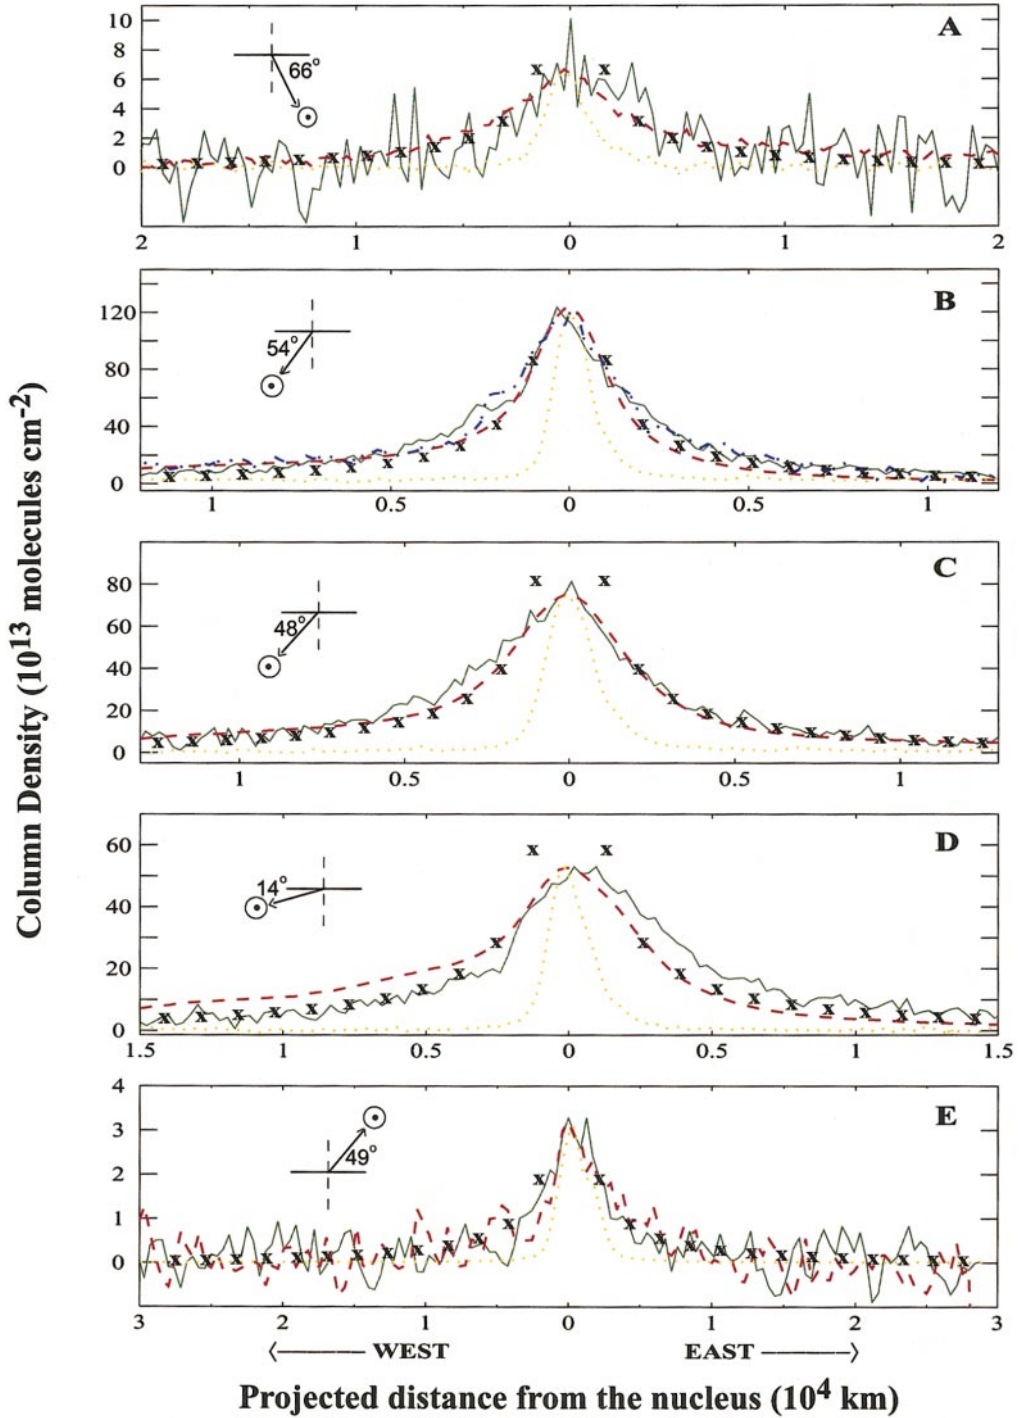 Column Density (10¹³ molecules cm⁻²)
A
66°
10
8
6
4
2
0
2 1 0 1 2
B
54°
120
80
40
0
1 0.5 0 0.5 1
C
48°
80
60
40
20
0
1 0.5 0 0.5 1
D
14°
60
40
20
0
1.5 1 0.5 0 0.5 1 1.5
E
49°
4
3
2
1
0
3 2 1 0 1 2 3
WEST EAST
Projected distance from the nucleus (10⁴ km)